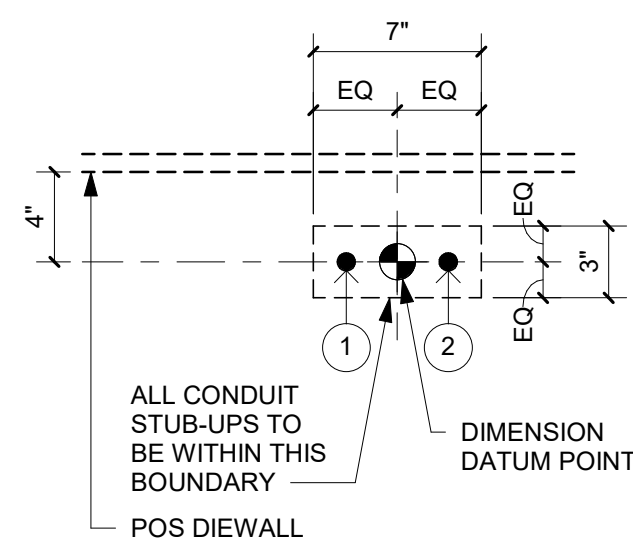 7"
EQ EQ
4"
EQ
3"
EQ
1 2
ALL CONDUIT
STUB-UPS TO
BE WITHIN THIS
BOUNDARY
DIMENSION
DATUM POINT
POS DIEWALL